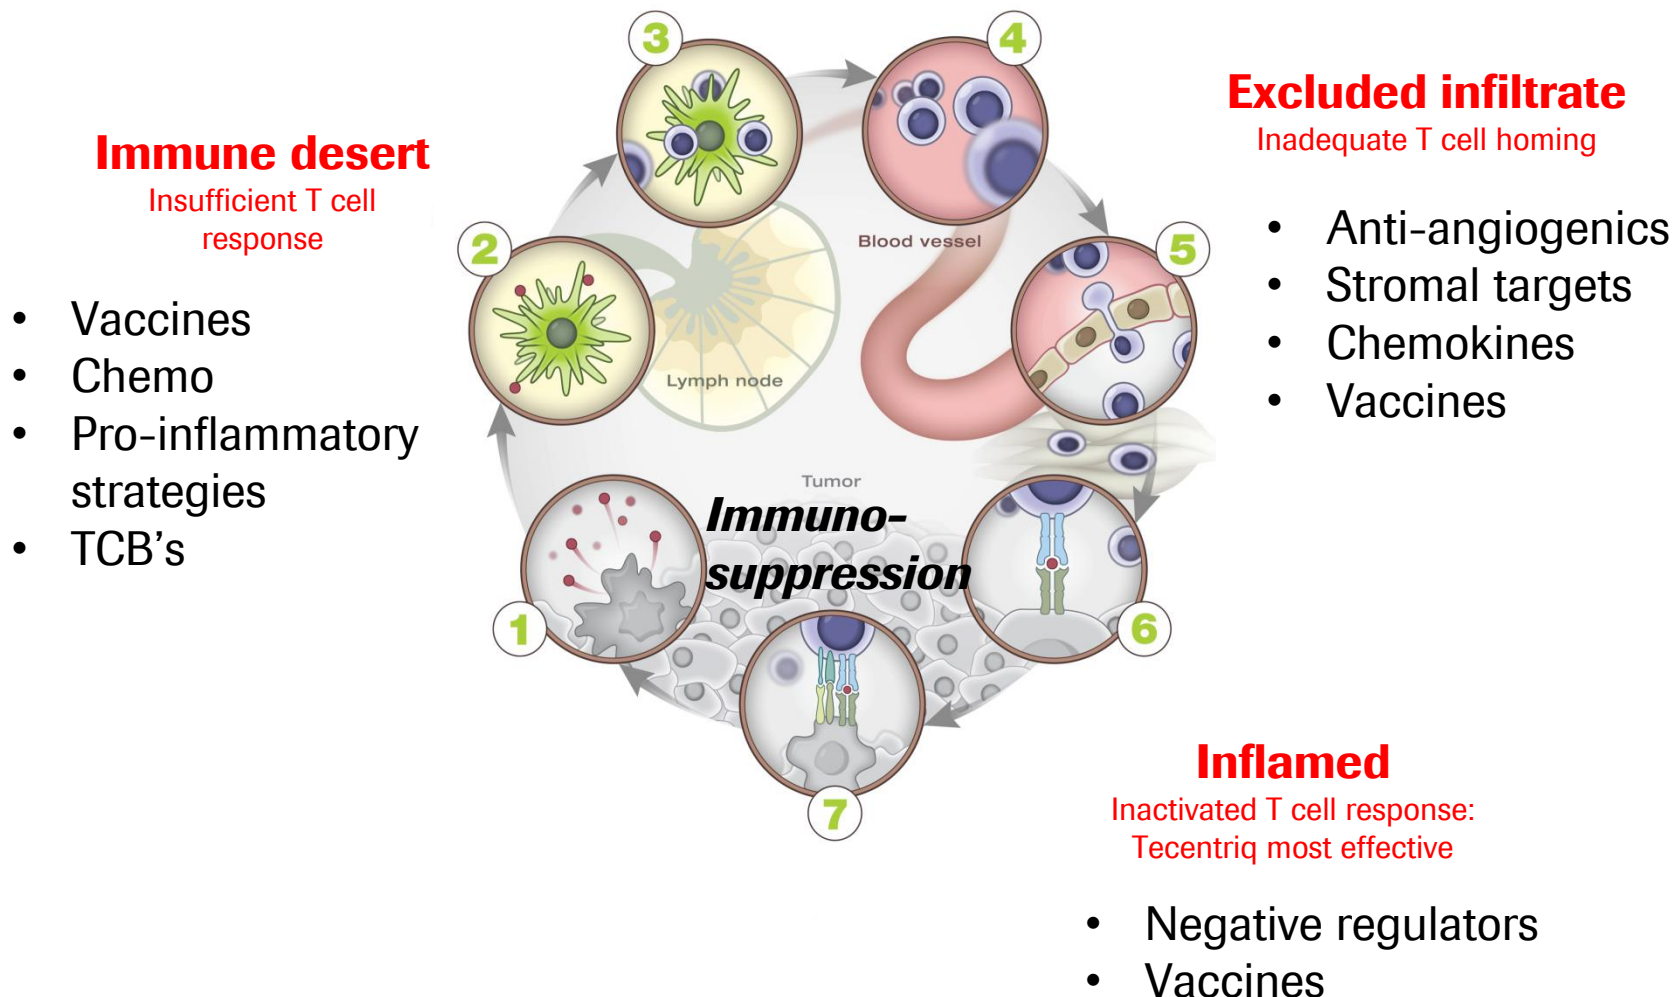 Immune desert
Insufficient T cell
response
• Vaccines
• Chemo
• Pro-inflammatory
strategies
• TCB's
3
4
2
5
Blood vessel
Lymph node
Tumor
Immuno-
suppression
1
6
7
Excluded infiltrate
Inadequate T cell homing
• Anti-angiogenics
• Stromal targets
• Chemokines
• Vaccines
Inflamed
Inactivated T cell response:
Tecentriq most effective
• Negative regulators
• Vaccines